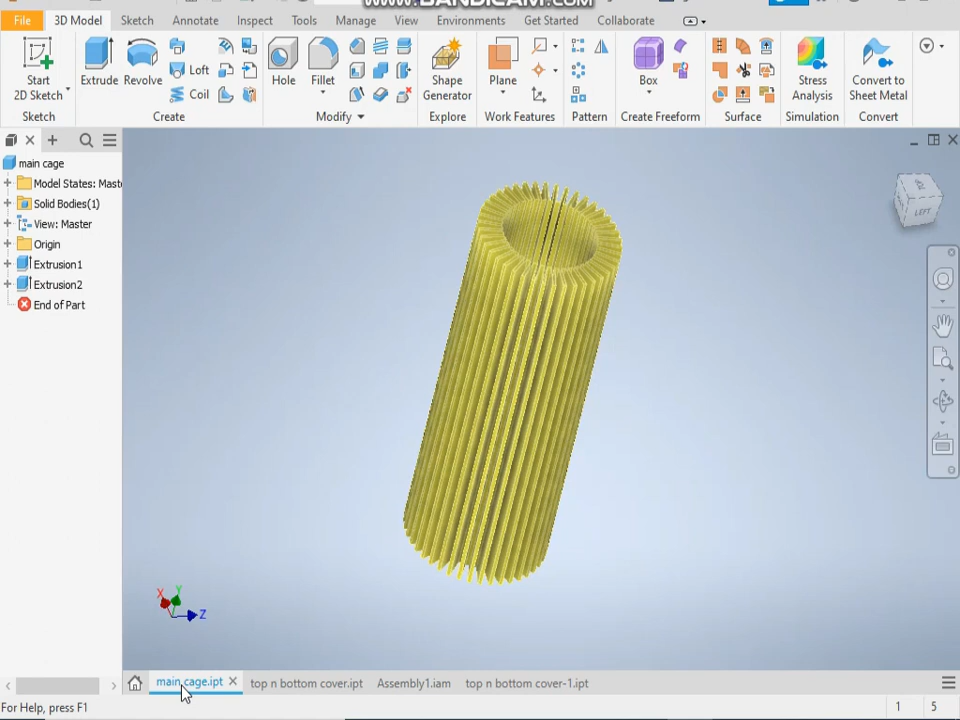 WWW.BANDICAM.COM
File 3D Model Sketch Annotate Inspect Tools Manage View Environments Get Started Collaborate
Start
2D Sketch
Extrude Revolve
Loft
Coil
Hole Fillet
Shape
Generator
Plane
Box
Stress
Analysis
Convert to
Sheet Metal
Sketch Create Modify Explore Work Features Pattern Create Freeform Surface Simulation Convert
main cage
Model States: Mast
Solid Bodies(1)
View: Master
Origin
Extrusion1
Extrusion2
End of Part
LEFT
X Y Z
main cage.ipt top n bottom cover.ipt Assembly1.iam top n bottom cover-1.ipt
For Help, press F1 1 5